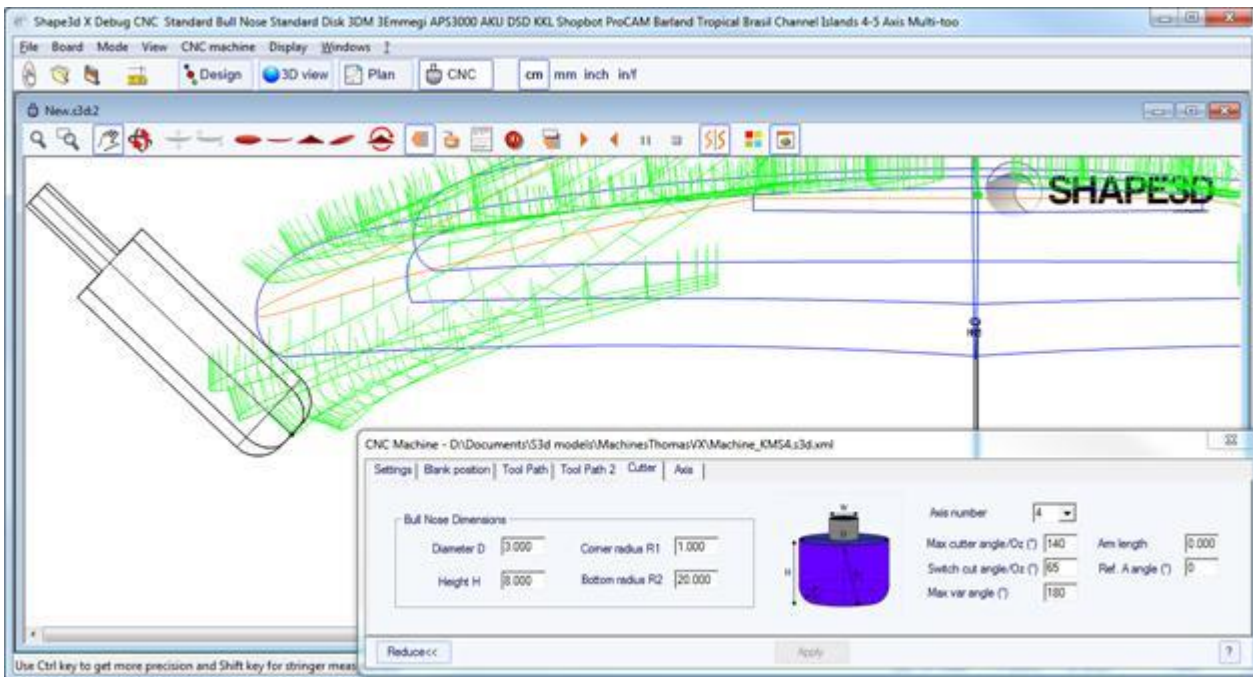 Shape3d X Debug CNC Standard Bull Nose Standard Disk 3DM 3Emmegi APS3000 AKU DSD KKL Shopbot ProCAM Barland Tropical Brasil Channel Islands 4-5 Axis Multi-too
File Board Mode View CNC machine Display Windows ?
Design 3D view Plan CNC cm mm inch in/f
New.s3d:2
SHAPE3D
CNC Machine - D:\Documents\S3d models\MachinesThomasVX\Machine_KMS4.s3d.xml
Settings Blank position Tool Path Tool Path 2 Cutter Axis
Bull Nose Dimensions
Diameter D 3.000 Corner radius R1 1.000
Height H 8.000 Bottom radius R2 20.000
H
Axis number 4
Max cutter angle/Oz (°) 140 Arm length 0.000
Switch cut angle/Oz (°) 65 Ref. A angle (°) 0
Max var angle (°) 180
Reduce<< Apply ?
Use Ctrl key to get more precision and Shift key for stringer meas